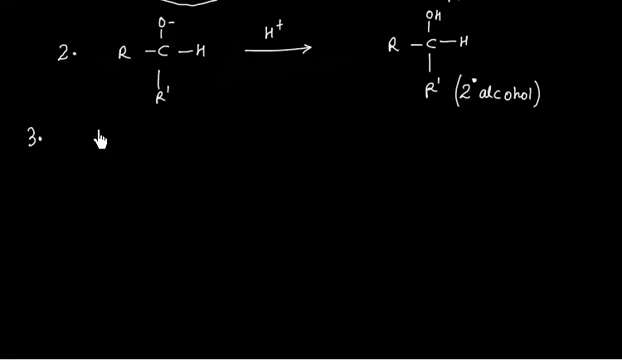 O-
2. R -C-H H+ R -C-H
OH
R' R' (2° alcohol)
3.